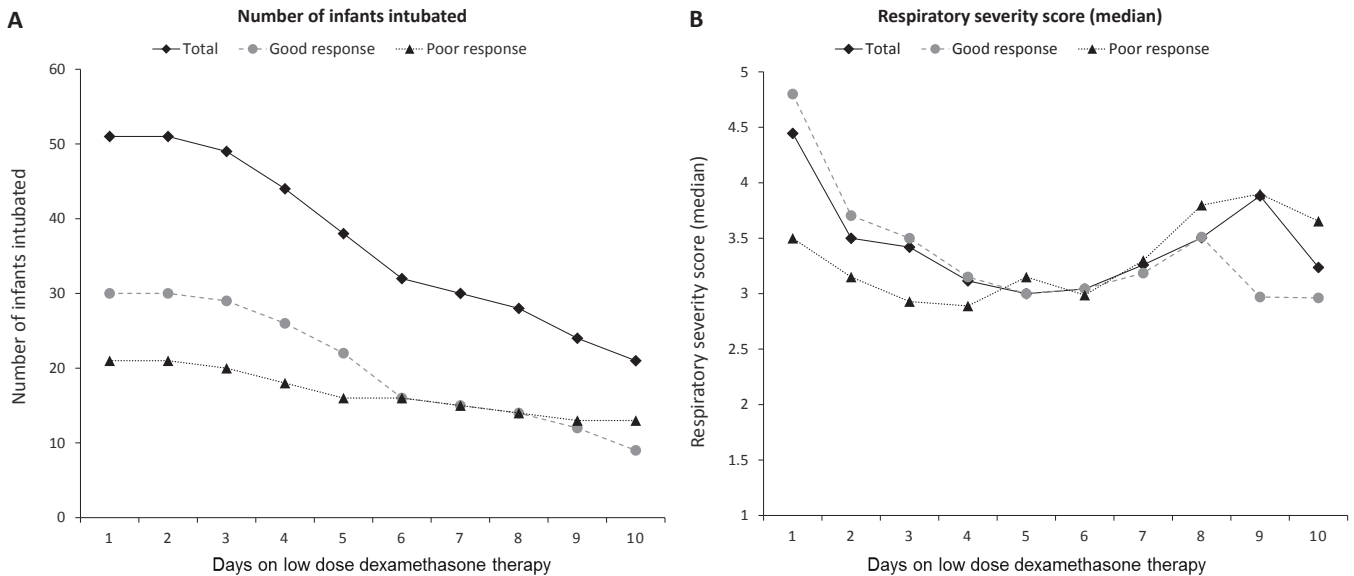 A
Number of infants intubated
Total
Good response
Poor response
60
50
40
30
20
10
0
Number of infants intubated
1 2 3 4 5 6 7 8 9 10
Days on low dose dexamethasone therapy
B
Respiratory severity score (median)
Total
Good response
Poor response
5
4.5
4
3.5
3
2.5
2
1.5
1
Respiratory severity score (median)
1 2 3 4 5 6 7 8 9 10
Days on low dose dexamethasone therapy